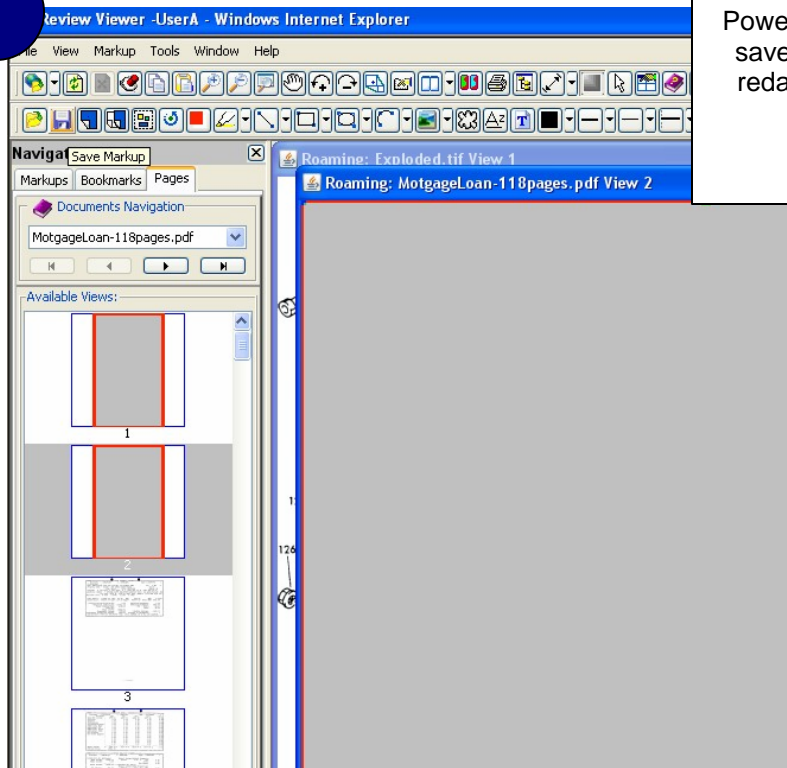 Review Viewer -UserA - Windows Internet Explorer
View Markup Tools Window Help
Save Markup
Markups Bookmarks Pages
Documents Navigation
MotgageLoan-118pages.pdf
Available Views:
1
2
3
Roaming: Exploded.tif View 1
Roaming: MotgageLoan-118pages.pdf View 2
126
Powe
save
reda